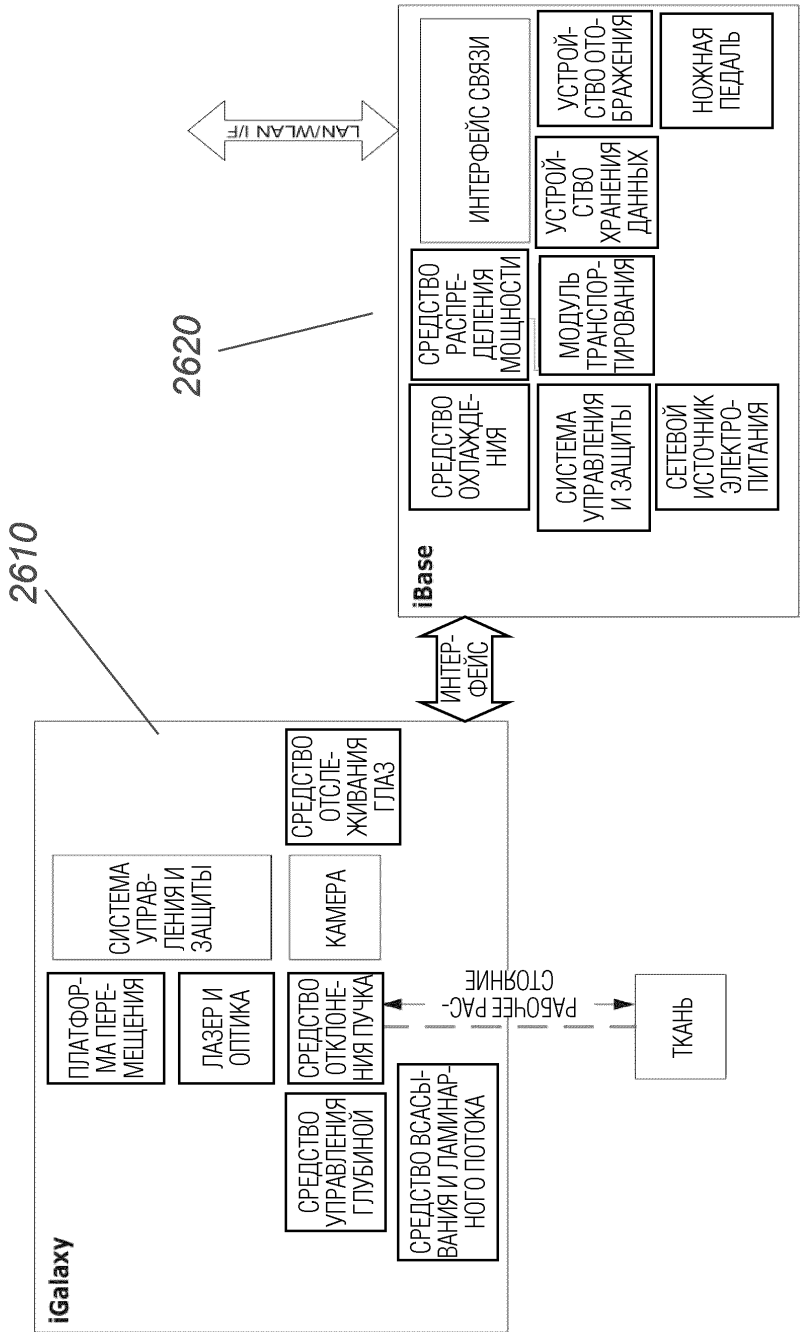 iGalaxy
ПЛАТФОР-
МА ПЕРЕ-
МЕЩЕНИЯ
СИСТЕМА
УПРАВ-
ЛЕНИЯ И
ЗАЩИТЫ
ЛАЗЕР И
ОПТИКА
СРЕДСТВО
УПРАВЛЕНИЯ
ГЛУБИНОЙ
СРЕДСТВО
ОТКЛОНЕ-
НИЯ ПУЧКА
КАМЕРА
СРЕДСТВО
ОТСЛЕ-
ЖИВАНИЯ
ГЛАЗ
СРЕДСТВО ВСАСЫ-
ВАНИЯ И ЛАМИНАР-
НОГО ПОТОКА
РАБОЧЕЕ РАС-
СТОЯНИЕ
ТКАНЬ
2610
ИНТЕР-
ФЕЙС
2620
LAN/WLAN I/F
iBase
СРЕДСТВО
ОХЛАЖДЕ-
НИЯ
СРЕДСТВО
РАСПРЕ-
ДЕЛЕНИЯ
МОЩНОСТИ
ИНТЕРФЕЙС СВЯЗИ
СИСТЕМА
УПРАВЛЕНИЯ
И ЗАЩИТЫ
МОДУЛЬ
ТРАНСПОР-
ТИРОВАНИЯ
УСТРОЙ-
СТВО
ХРАНЕНИЯ
ДАННЫХ
УСТРОЙ-
СТВО ОТО-
БРАЖЕНИЯ
СЕТЕВОЙ
ИСТОЧНИК
ЭЛЕКТРО-
ПИТАНИЯ
НОЖНАЯ
ПЕДАЛЬ